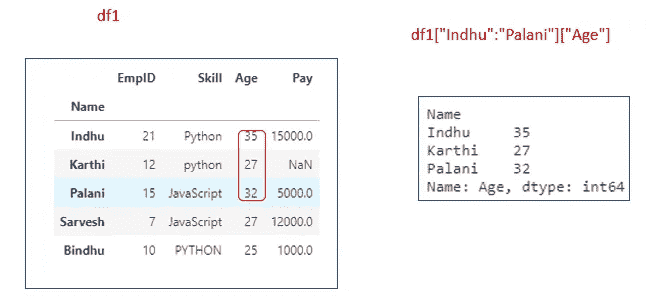 df1
EmpID Skill Age Pay
Name
Indhu 21 Python 35 15000.0
Karthi 12 python 27 NaN
Palani 15 JavaScript 32 5000.0
Sarvesh 7 JavaScript 27 12000.0
Bindhu 10 PYTHON 25 1000.0
df1["Indhu":"Palani"]["Age"]
Name
Indhu 35
Karthi 27
Palani 32
Name: Age, dtype: int64